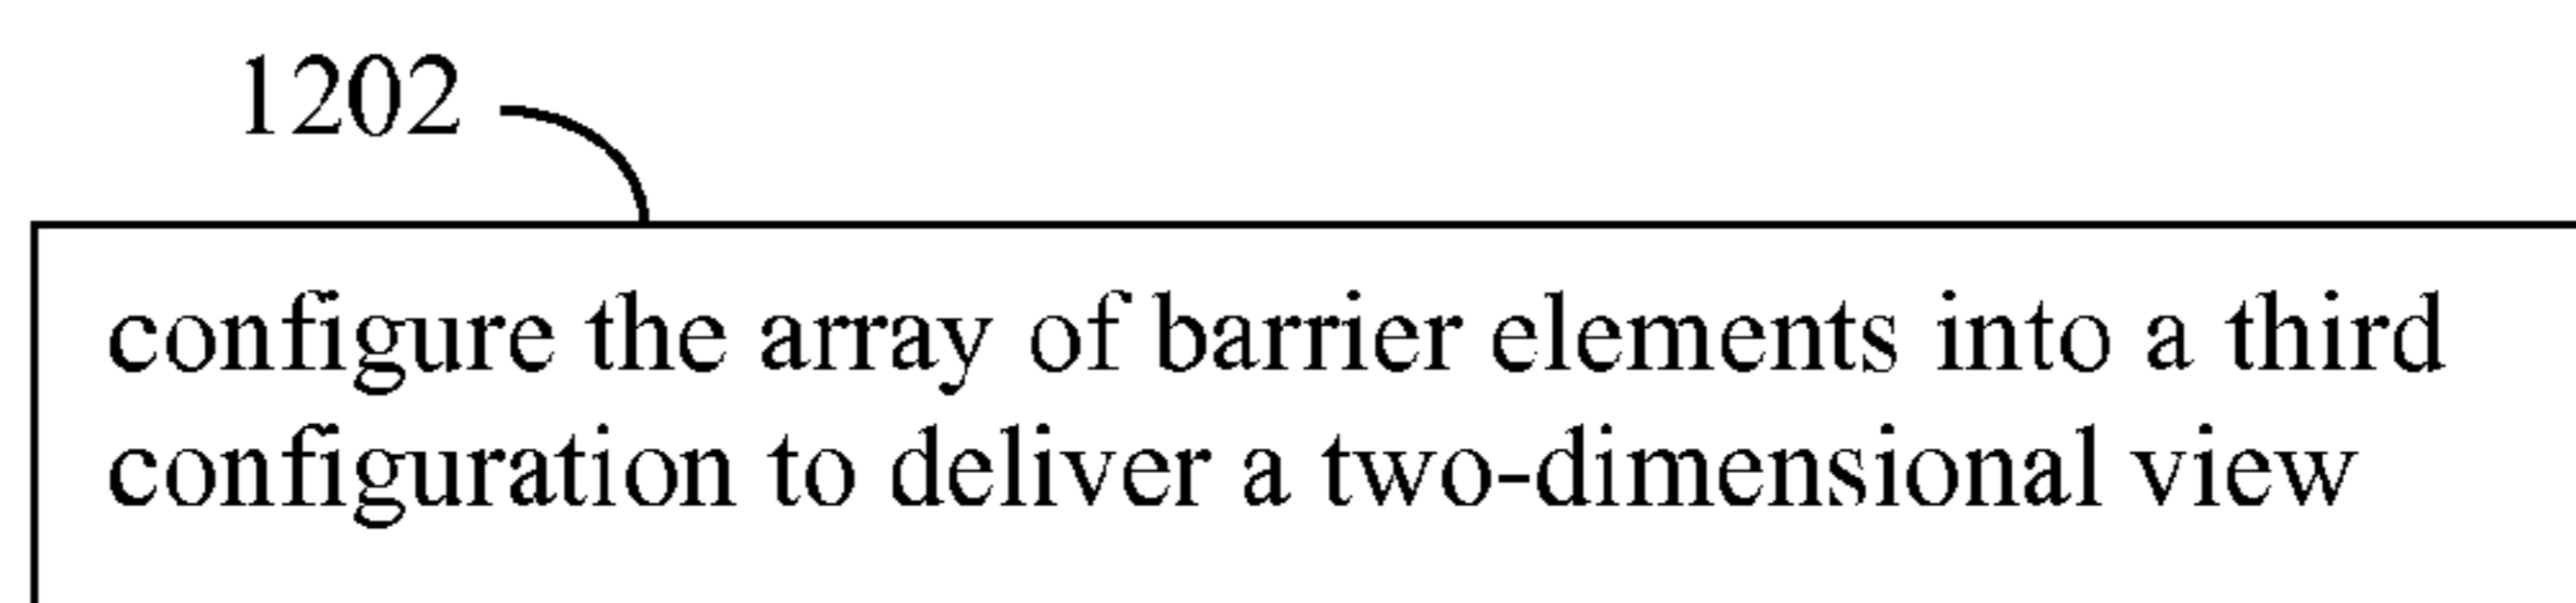 1202
configure the array of barrier elements into a third
configuration to deliver a two-dimensional view